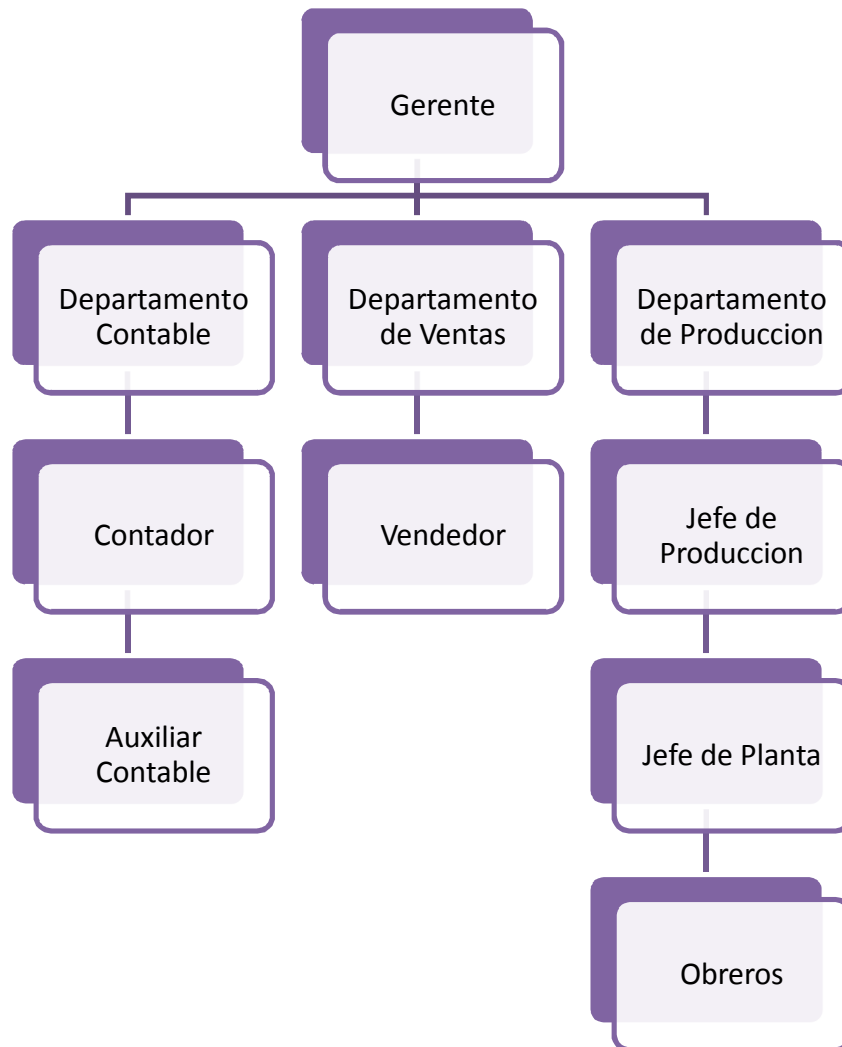 Gerente
Departamento
Contable
Departamento
de Ventas
Departamento
de Produccion
Contador
Vendedor
Jefe de
Produccion
Auxiliar
Contable
Jefe de Planta
Obreros